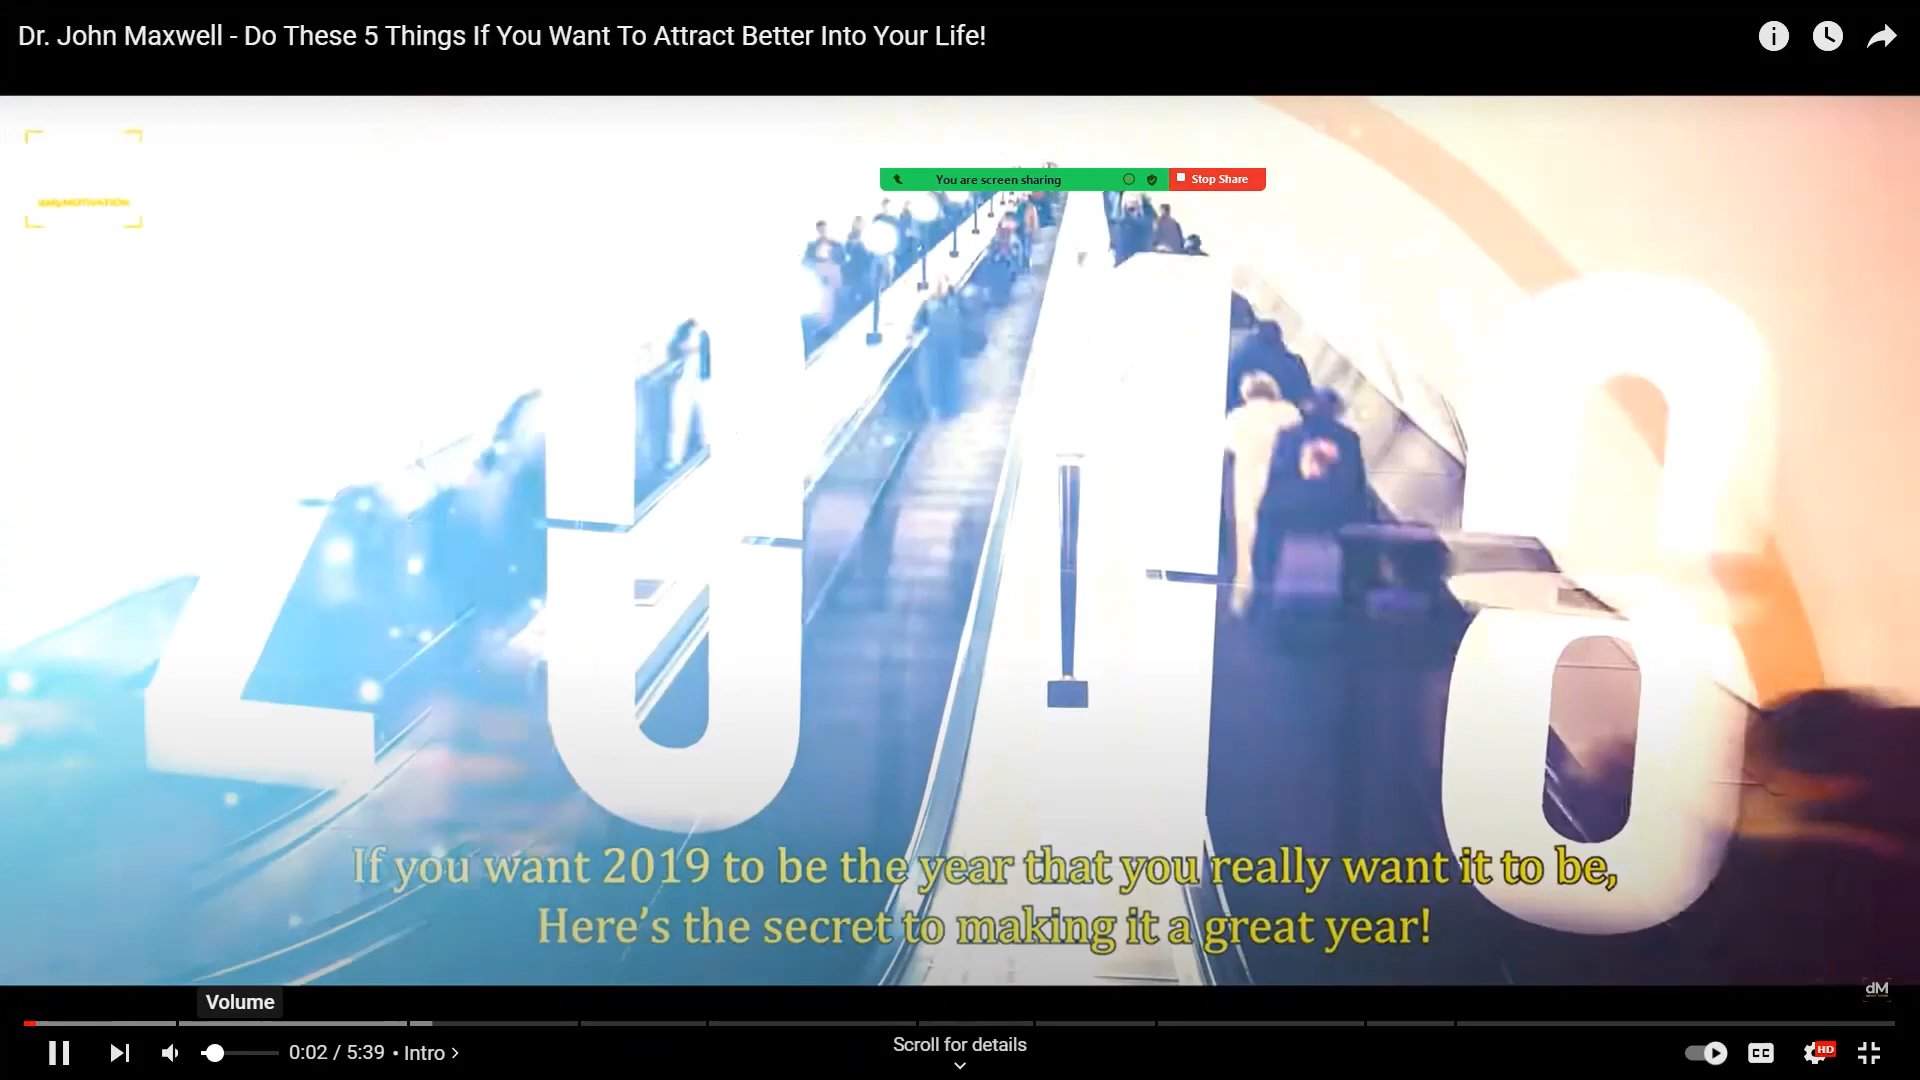 Dr. John Maxwell - Do These 5 Things If You Want To Attract Better Into Your Life!
You are screen sharing
Stop Share
dailyMOTIVATION
If you want 2019 to be the year that you really want it to be,
Here's the secret to making it a great year!
dM
Volume
0:02 / 5:39 • Intro
Scroll for details
CC
HD